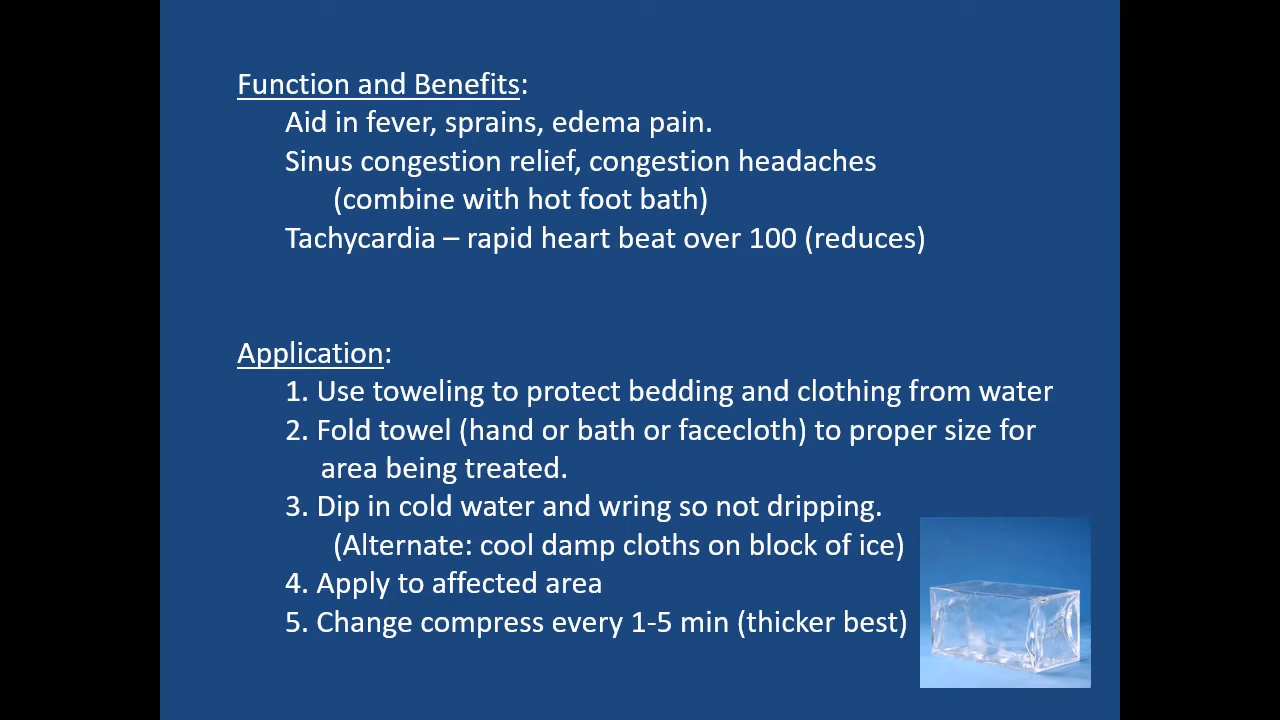 Function and Benefits:
Aid in fever, sprains, edema pain.
Sinus congestion relief, congestion headaches
(combine with hot foot bath)
Tachycardia – rapid heart beat over 100 (reduces)
Application:
1. Use toweling to protect bedding and clothing from water
2. Fold towel (hand or bath or facecloth) to proper size for
area being treated.
3. Dip in cold water and wring so not dripping.
(Alternate: cool damp cloths on block of ice)
4. Apply to affected area
5. Change compress every 1-5 min (thicker best)